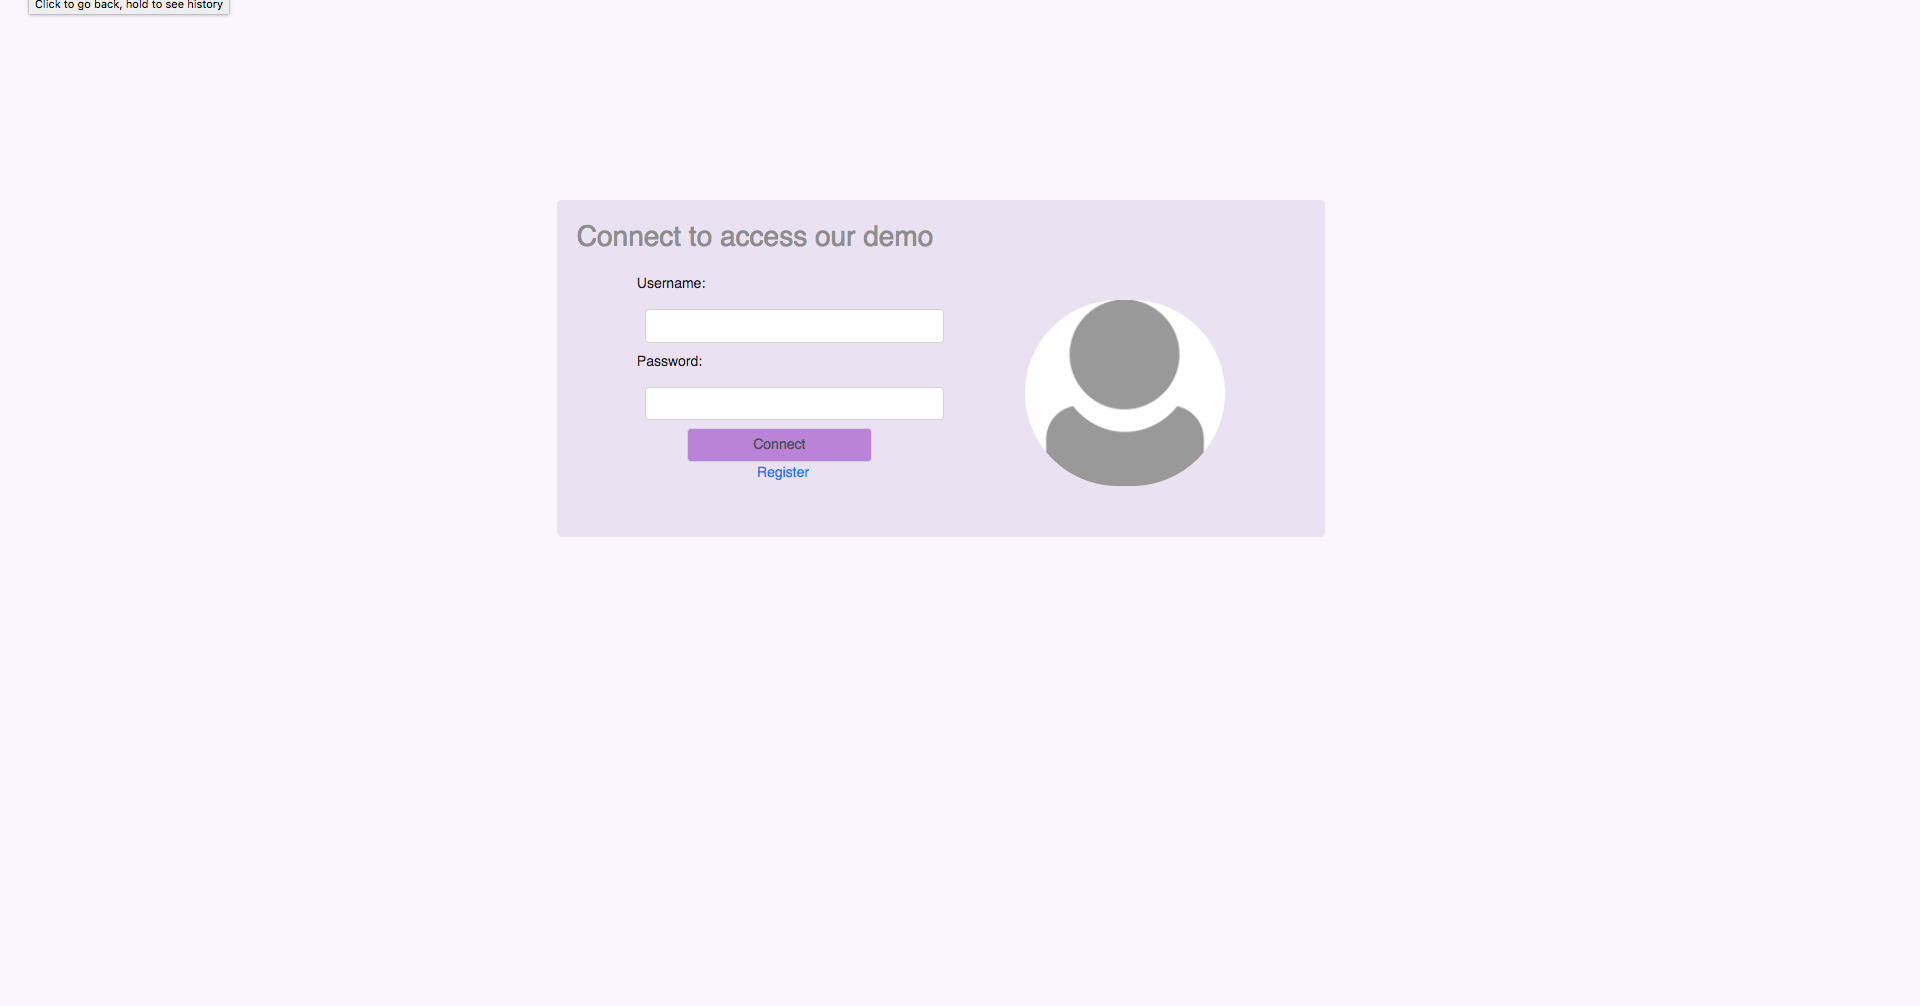 Click to go back, hold to see history
Connect to access our demo
Username:
Password:
Connect
Register